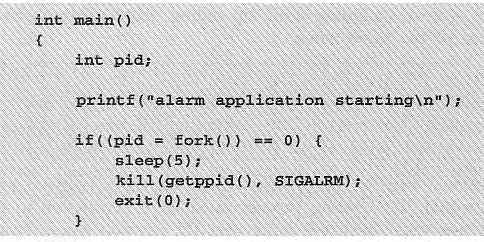 int main()
{
    int pid;

    printf("alarm application starting\n");

    if((pid = fork()) == 0) {
        sleep(5);
        kill(getppid(), SIGALRM);
        exit(0);
    }